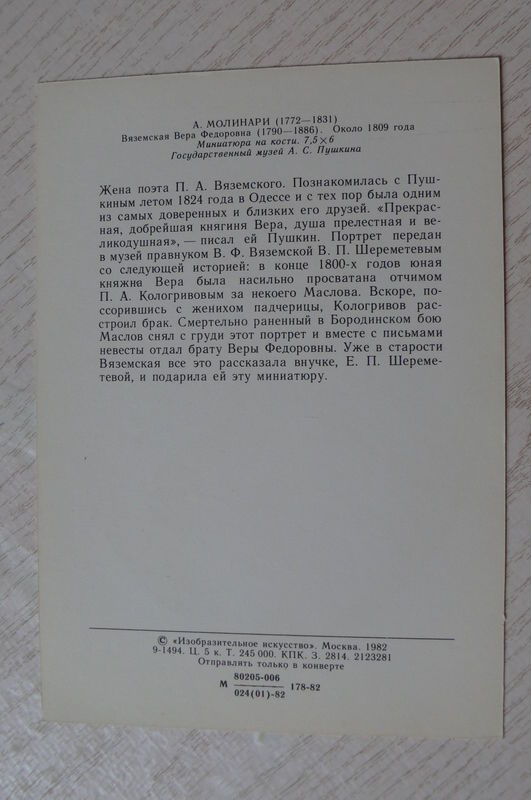 А. МОЛИНАРИ (1772—1831)
Вяземская Вера Федоровна (1790—1886). Около 1809 года
Миниатюра на кости. 7,5×6
Государственный музей А. С. Пушкина
Жена поэта П. А. Вяземского. Познакомилась с Пуш-
киным летом 1824 года в Одессе и с тех пор была одним
из самых доверенных и близких его друзей. «Прекрас-
ная, добрейшая княгиня Вера, душа прелестная и ве-
ликодушная», — писал ей Пушкин. Портрет передан
в музей правнуком В. Ф. Вяземской В. П. Шереметевым
со следующей историей: в конце 1800-х годов юная
княжна Вера была насильно просватана отчимом
П. А. Кологривовым за некоего Маслова. Вскоре, по-
ссорившись с женихом падчерицы, Кологривов рас-
строил брак. Смертельно раненный в Бородинском бою
Маслов снял с груди этот портрет и вместе с письмами
невесты отдал брату Веры Федоровны. Уже в старости
Вяземская все это рассказала внучке, Е. П. Шереме-
тевой, и подарила ей эту миниатюру.
© «Изобразительное искусство». Москва. 1982
9-1494. Ц. 5 к. Т. 245 000. КПК. З. 2814. 2123281
Отправлять только в конверте
80205-006
М 178-82
024(01)-82